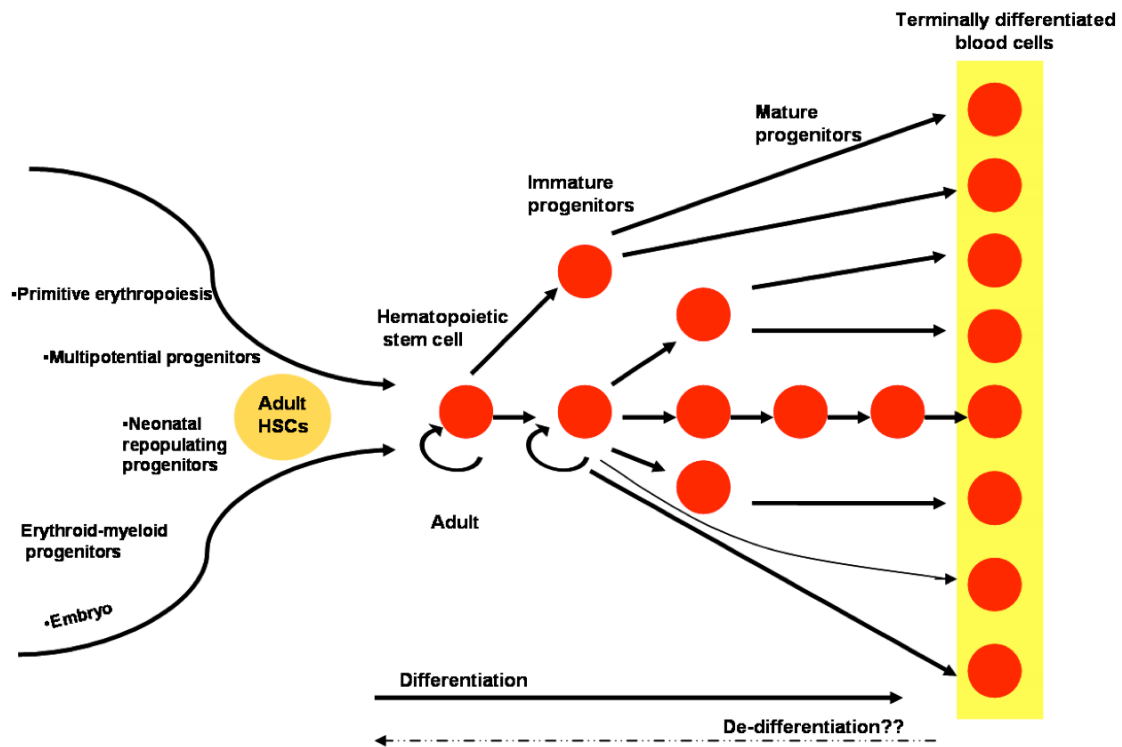 Terminally differentiated
blood cells
Mature
progenitors
Immature
progenitors
Hematopoietic
stem cell
▪Primitive erythropoiesis
▪Multipotential progenitors
Adult
HSCs
▪Neonatal
repopulating
progenitors
Erythroid-myeloid
progenitors
▪Embryo
Adult
Differentiation
De-differentiation??